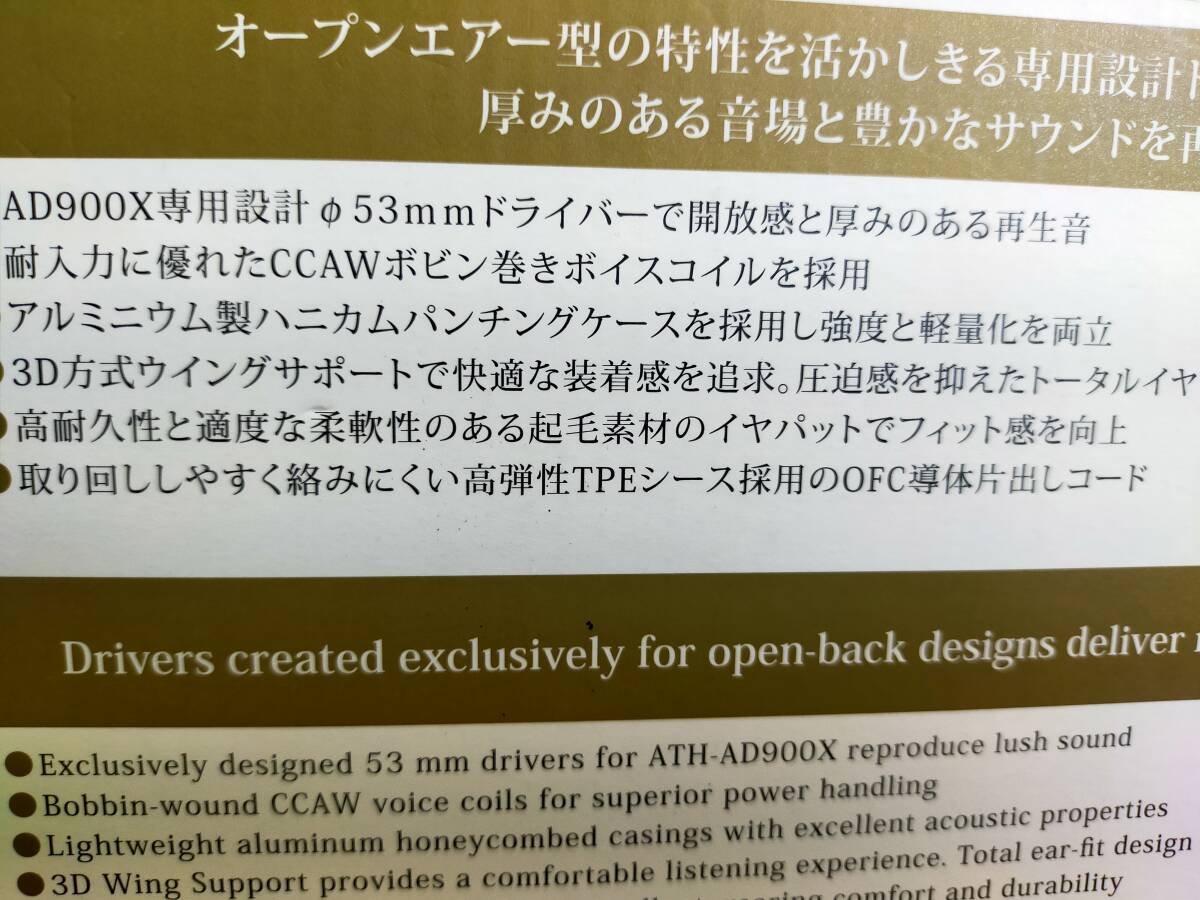 オープンエアー型の特性を活かしきる専用設計ド
厚みのある音場と豊かなサウンドを再
AD900X専用設計φ53mmドライバーで開放感と厚みのある再生音
耐入力に優れたCCAWボビン巻きボイスコイルを採用
アルミニウム製ハニカムパンチングケースを採用し強度と軽量化を両立
●3D方式ウイングサポートで快適な装着感を追求。圧迫感を抑えたトータルイヤ
●高耐久性と適度な柔軟性のある起毛素材のイヤパットでフィット感を向上
●取り回ししやすく絡みにくい高弾性TPEシース採用のOFC導体片出しコード
Drivers created exclusively for open-back designs deliver
●Exclusively designed 53 mm drivers for ATH-AD900X reproduce lush sound
●Bobbin-wound CCAW voice coils for superior power handling
●Lightweight aluminum honeycombed casings with excellent acoustic properties
●3D Wing Support provides a comfortable listening experience. Total ear-fit design
comfort and durability